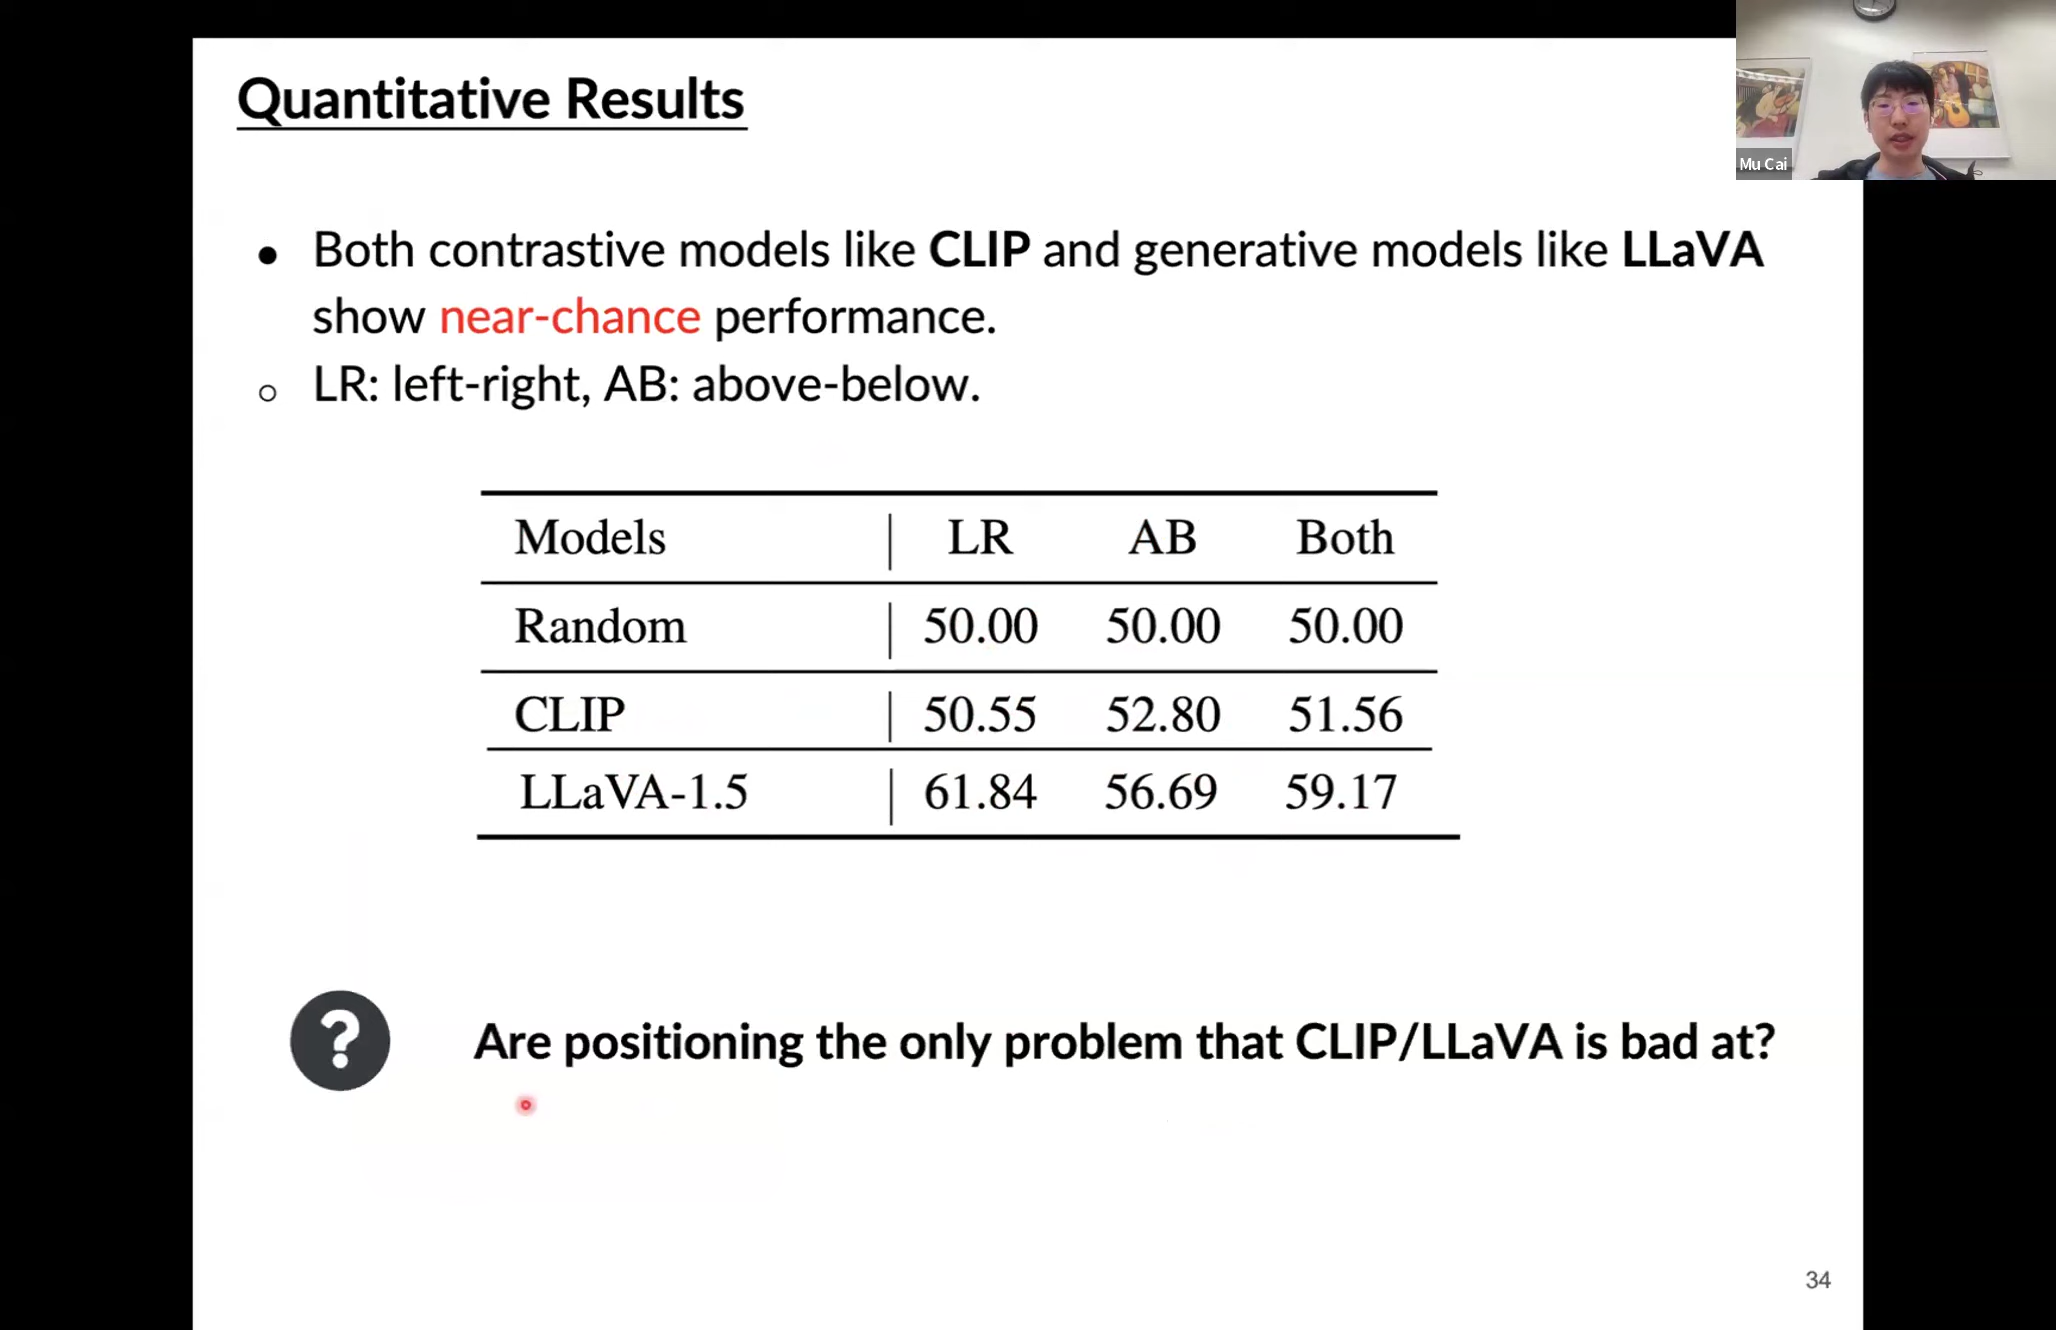 Quantitative Results
Mu Cai
● Both contrastive models like CLIP and generative models like LLaVA
show near-chance performance.
○ LR: left-right, AB: above-below.
Models | LR AB Both
Random | 50.00 50.00 50.00
CLIP | 50.55 52.80 51.56
LLaVA-1.5 | 61.84 56.69 59.17
? Are positioning the only problem that CLIP/LLaVA is bad at?
34